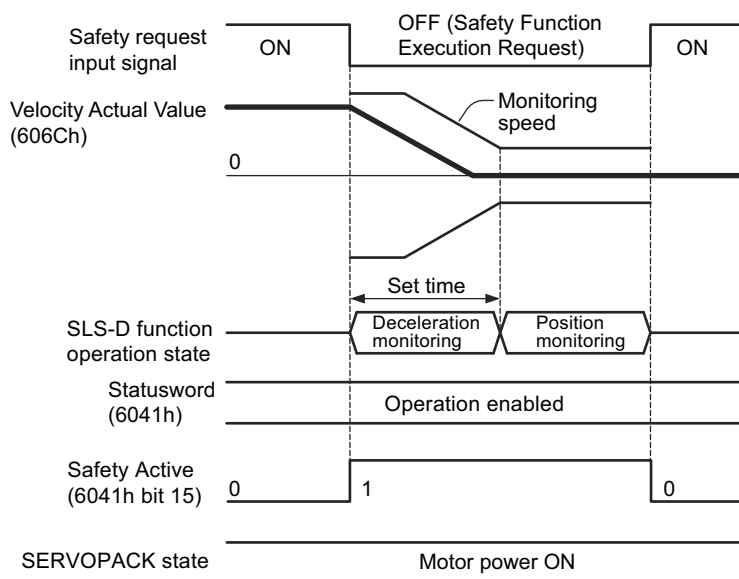 Safety request
input signal
ON
OFF (Safety Function
Execution Request)
ON
Velocity Actual Value
(606Ch)
Monitoring
speed
0
Set time
SLS-D function
operation state
Deceleration
monitoring
Position
monitoring
Statusword
(6041h)
Operation enabled
Safety Active
(6041h bit 15)
0
1
0
SERVOPACK state
Motor power ON